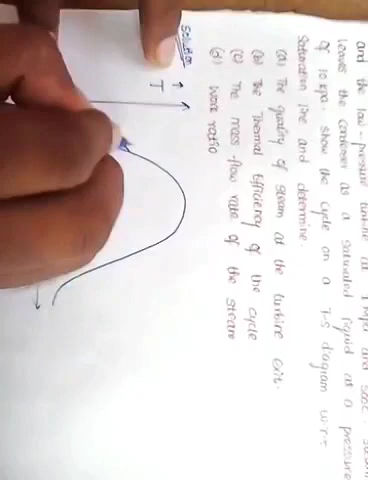 and the low-pressure turbine at 1 Mpa and 500°
leaves the condenser as a saturated liquid at a pressure
of 10 kpa. show the cycle on a T-s diagram w.r.t
Saturation line and determine.
(a) The quality of steam at the turbine exit.
(b) The Thermal Efficiency of the cycle
(c) The mass-flow rate of the steam
(d) work ratio
Solution
T